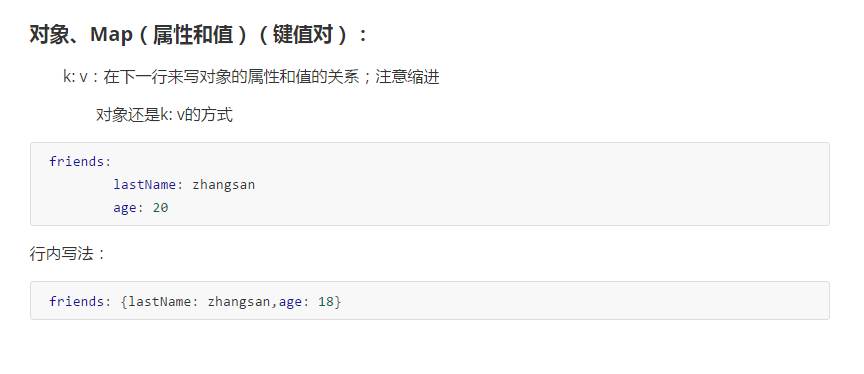 对象、Map（属性和值）（键值对）：
k: v：在下一行来写对象的属性和值的关系；注意缩进
对象还是k: v的方式
friends:
lastName: zhangsan
age: 20
行内写法：
friends: {lastName: zhangsan,age: 18}